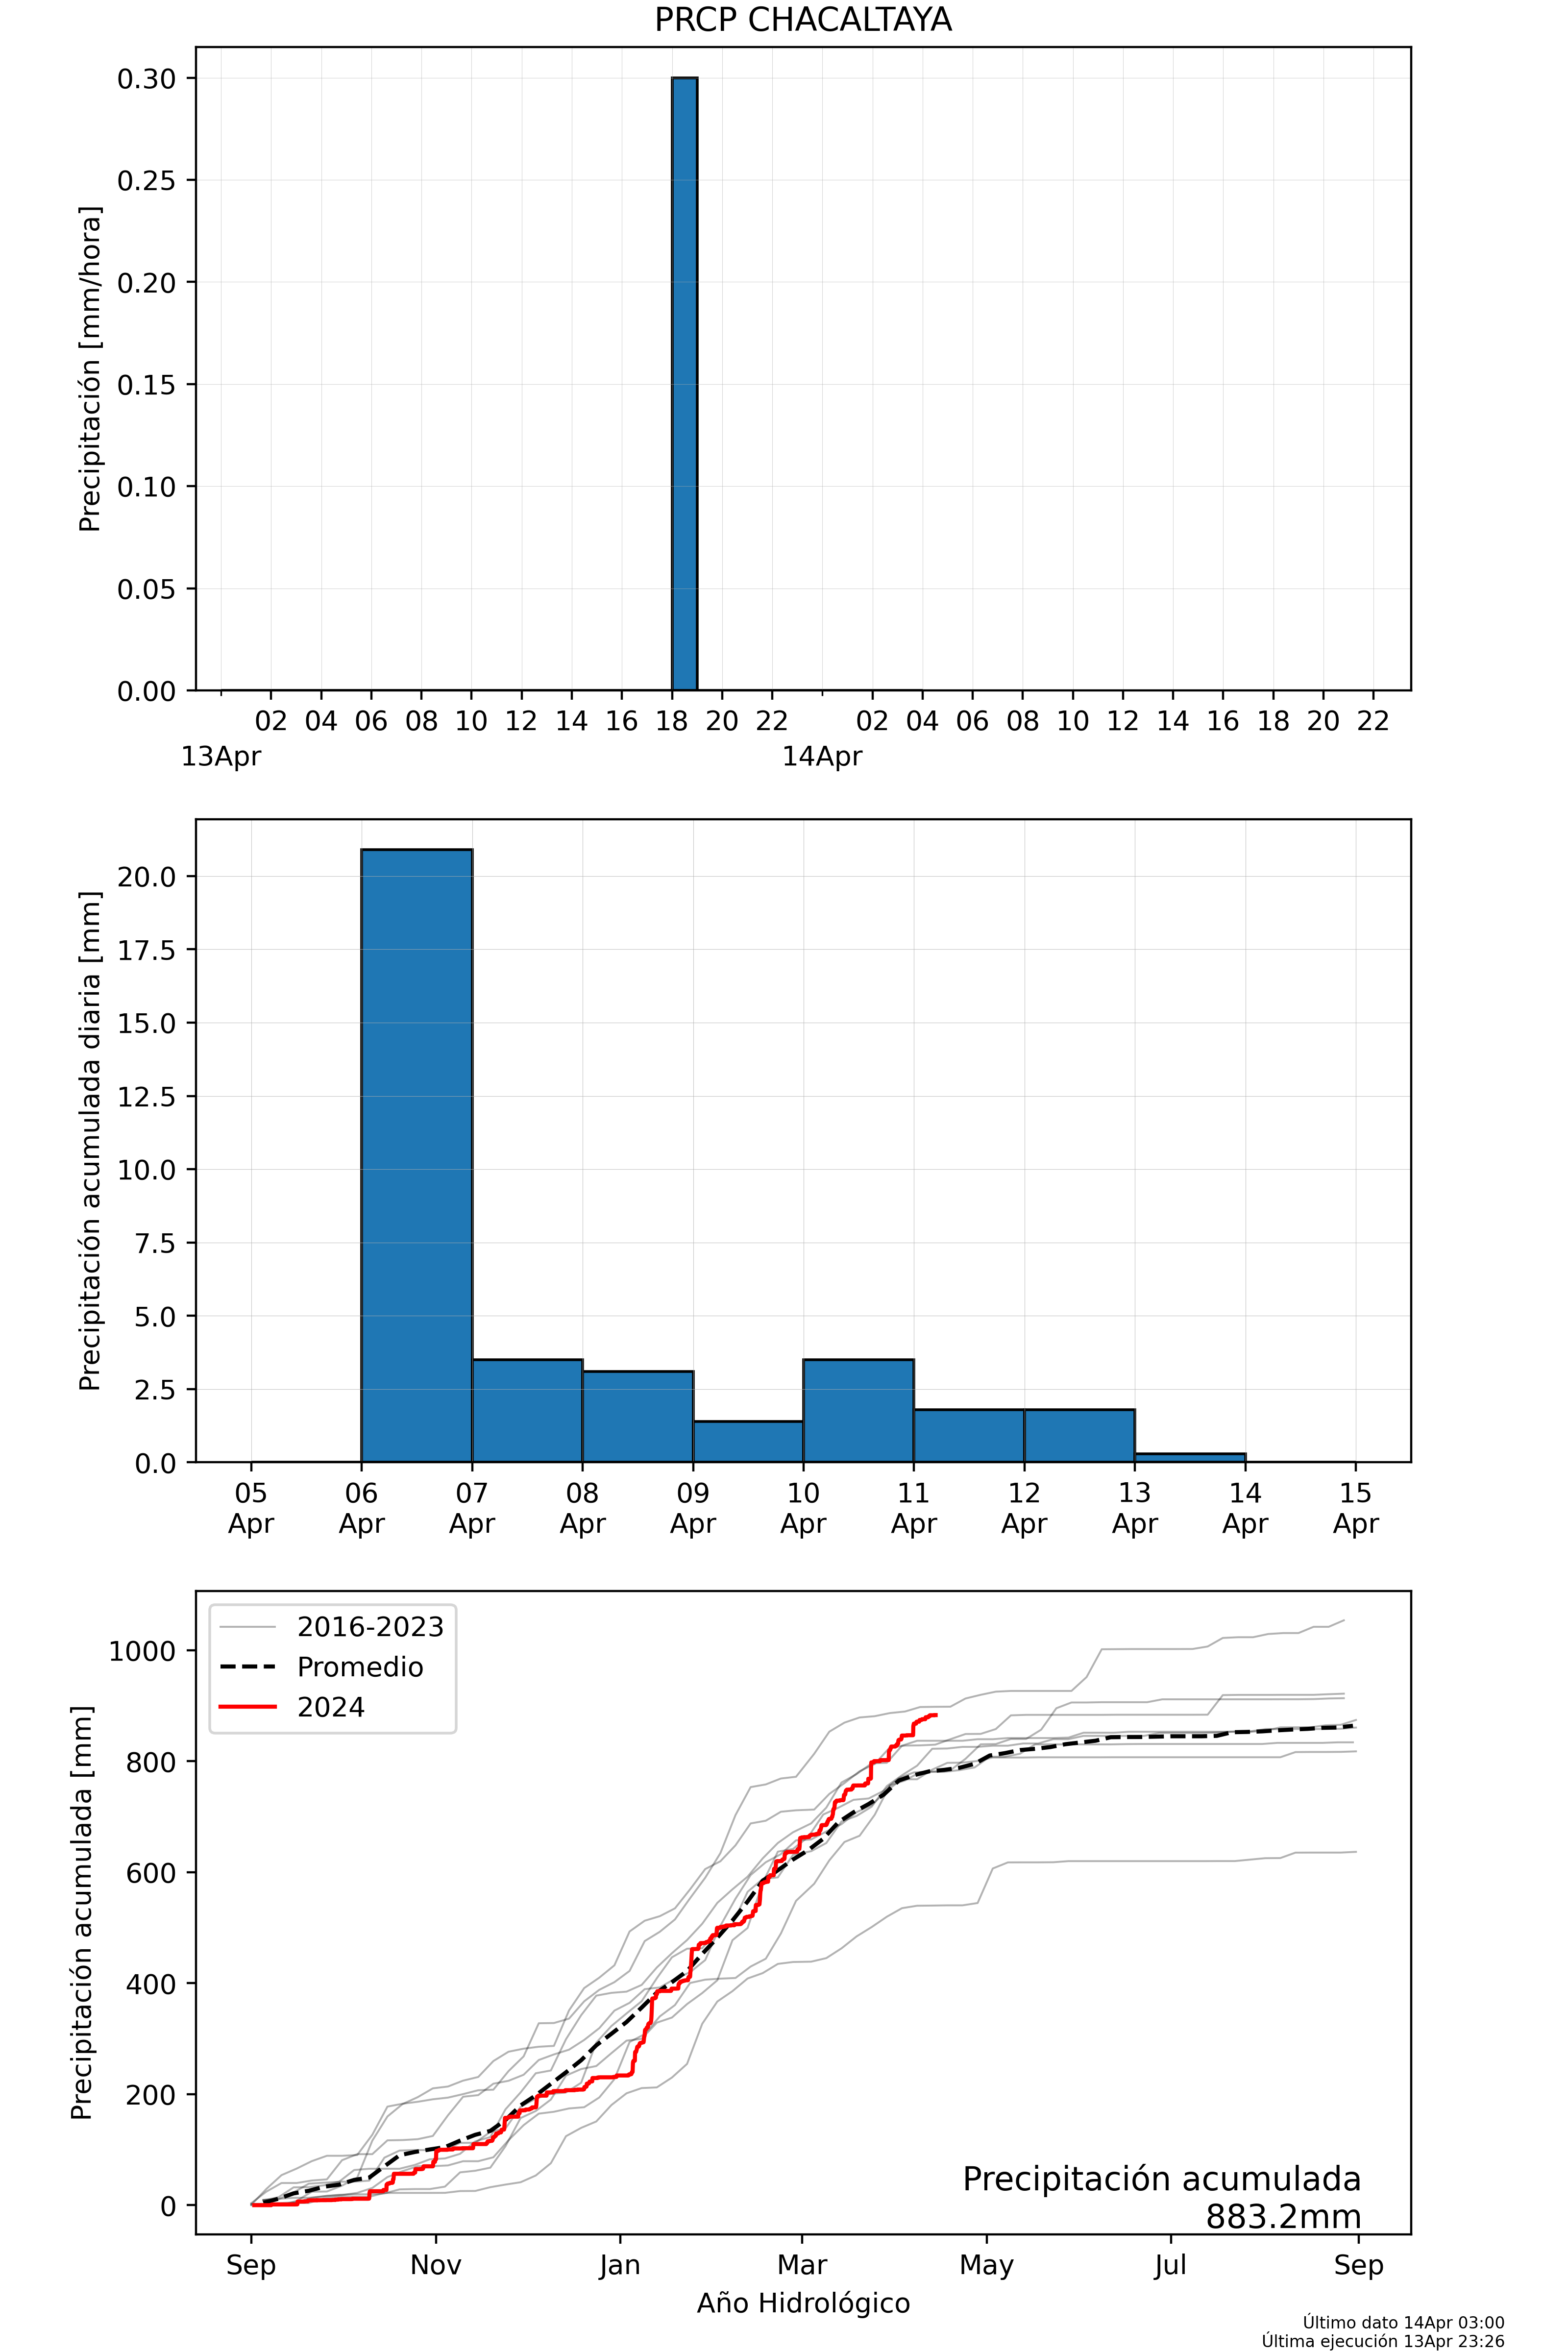 PRCP CHACALTAYA
Precipitación [mm/hora]
0.30
0.25
0.20
0.15
0.10
0.05
0.00
02 04 06 08 10 12 14 16 18 20 22 02 04 06 08 10 12 14 16 18 20 22
13Apr 14Apr
Precipitación acumulada diaria [mm]
20.0
17.5
15.0
12.5
10.0
7.5
5.0
2.5
0.0
05 06 07 08 09 10 11 12 13 14 15
Apr Apr Apr Apr Apr Apr Apr Apr Apr Apr Apr
Precipitación acumulada [mm]
1000
800
600
400
200
0
2016-2023
Promedio
2024
Precipitación acumulada
883.2mm
Sep Nov Jan Mar May Jul Sep
Año Hidrológico
Último dato 14Apr 03:00
Última ejecución 13Apr 23:26